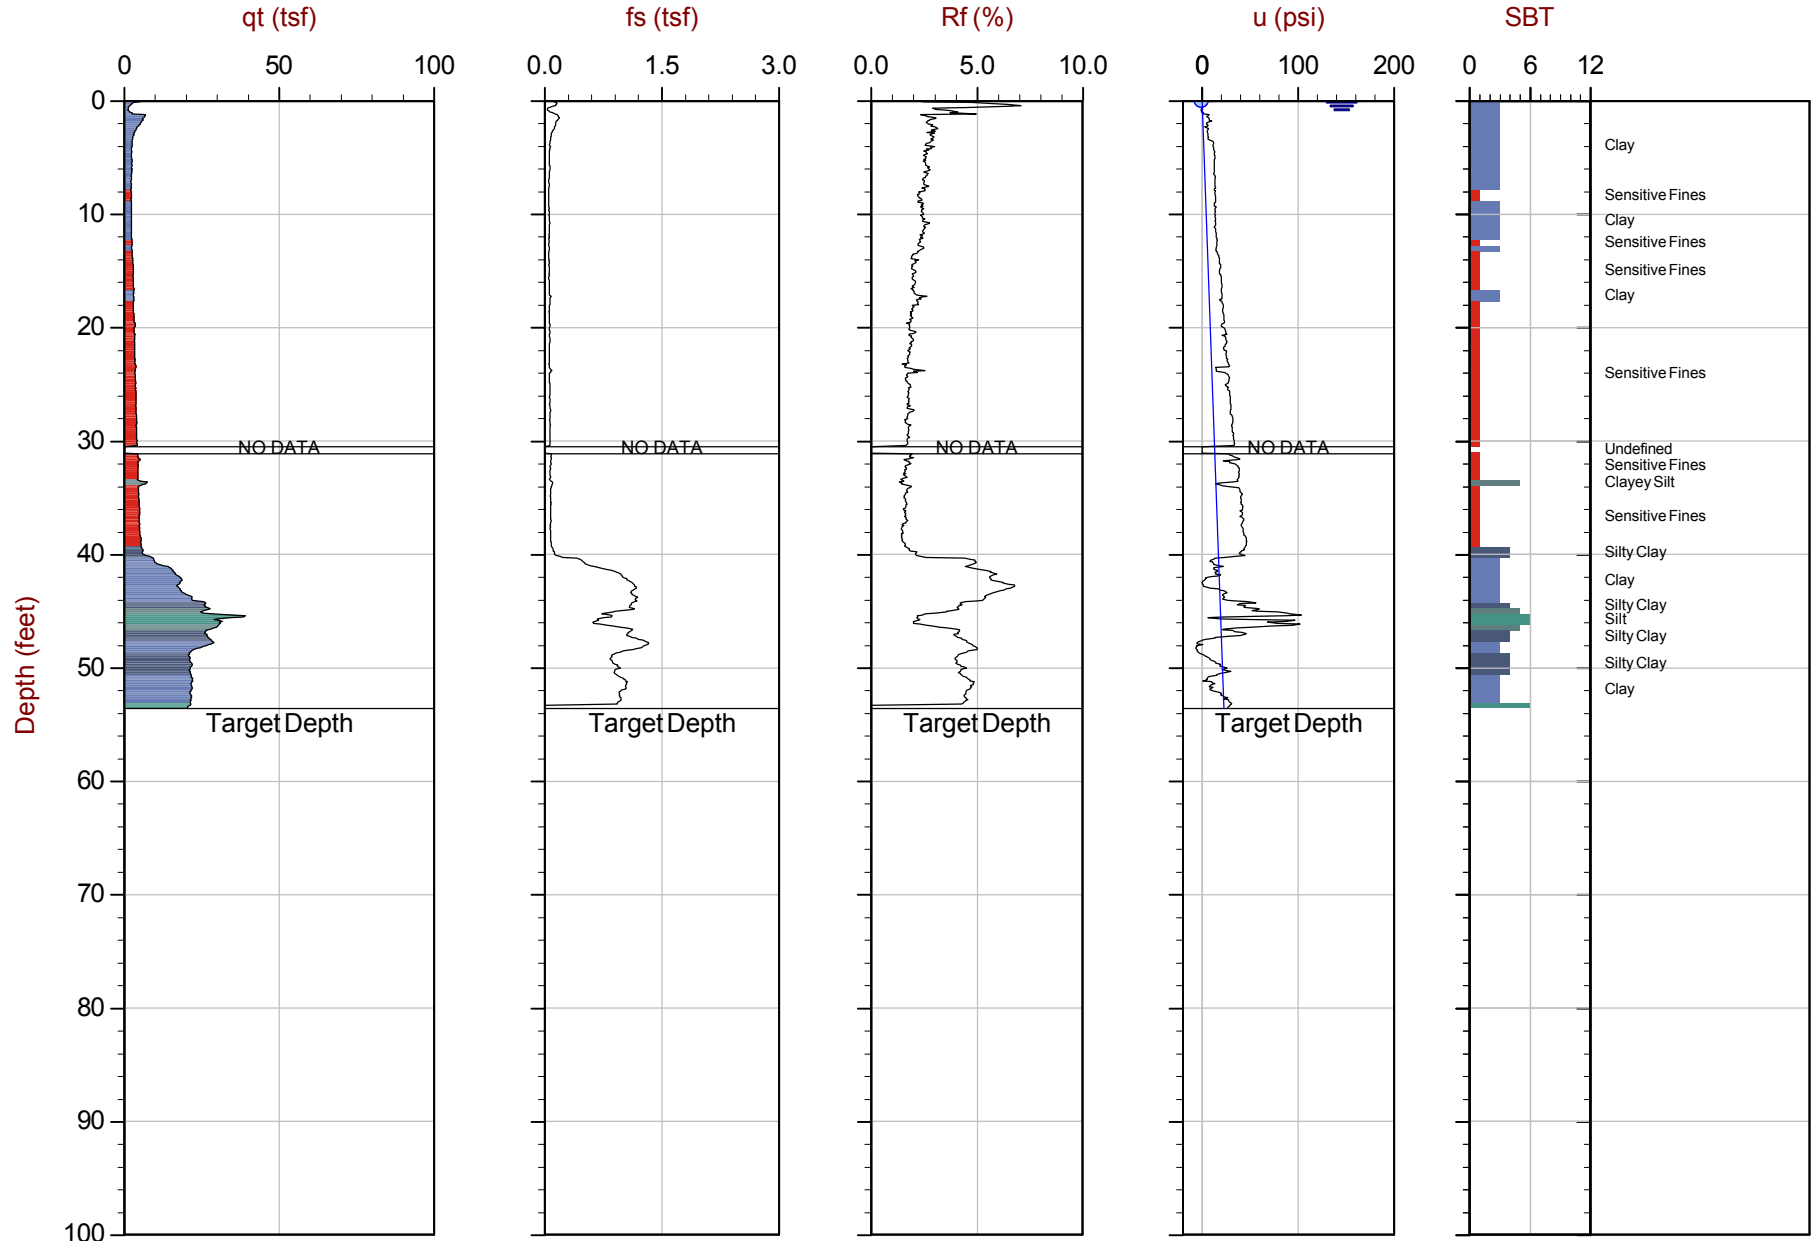 qt (tsf) fs (tsf) Rf (%) u (psi) SBT
0 50 100 0.0 1.5 3.0 0.0 5.0 10.0 0 100 200 0 6 12
0
Clay
Sensitive Fines
10
Clay
Sensitive Fines
Sensitive Fines
Clay
20
Sensitive Fines
30
NO DATA NO DATA NO DATA NO DATA Undefined
Sensitive Fines
Clayey Silt
Sensitive Fines
40 Silty Clay
Clay
Silty Clay
Silt
Silty Clay
50 Silty Clay
Clay
Target Depth Target Depth Target Depth Target Depth
Depth (feet)
60
70
80
90
100